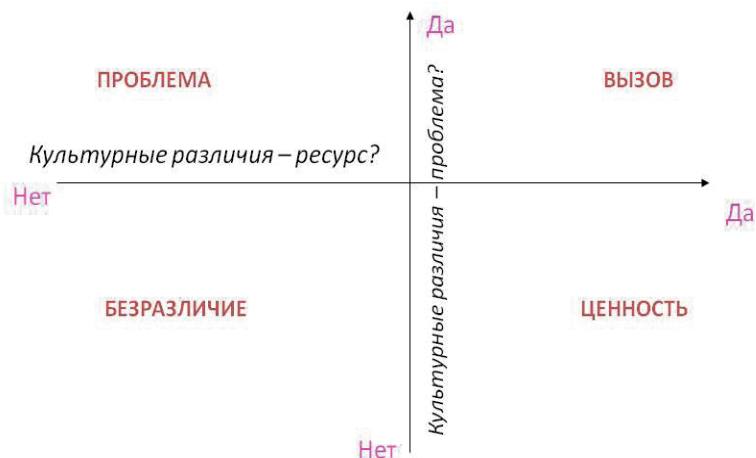 Да
ПРОБЛЕМА
ВЫЗОВ
Культурные различия – ресурс?
Культурные различия – проблема?
Нет
Да
БЕЗРАЗЛИЧИЕ
ЦЕННОСТЬ
Нет